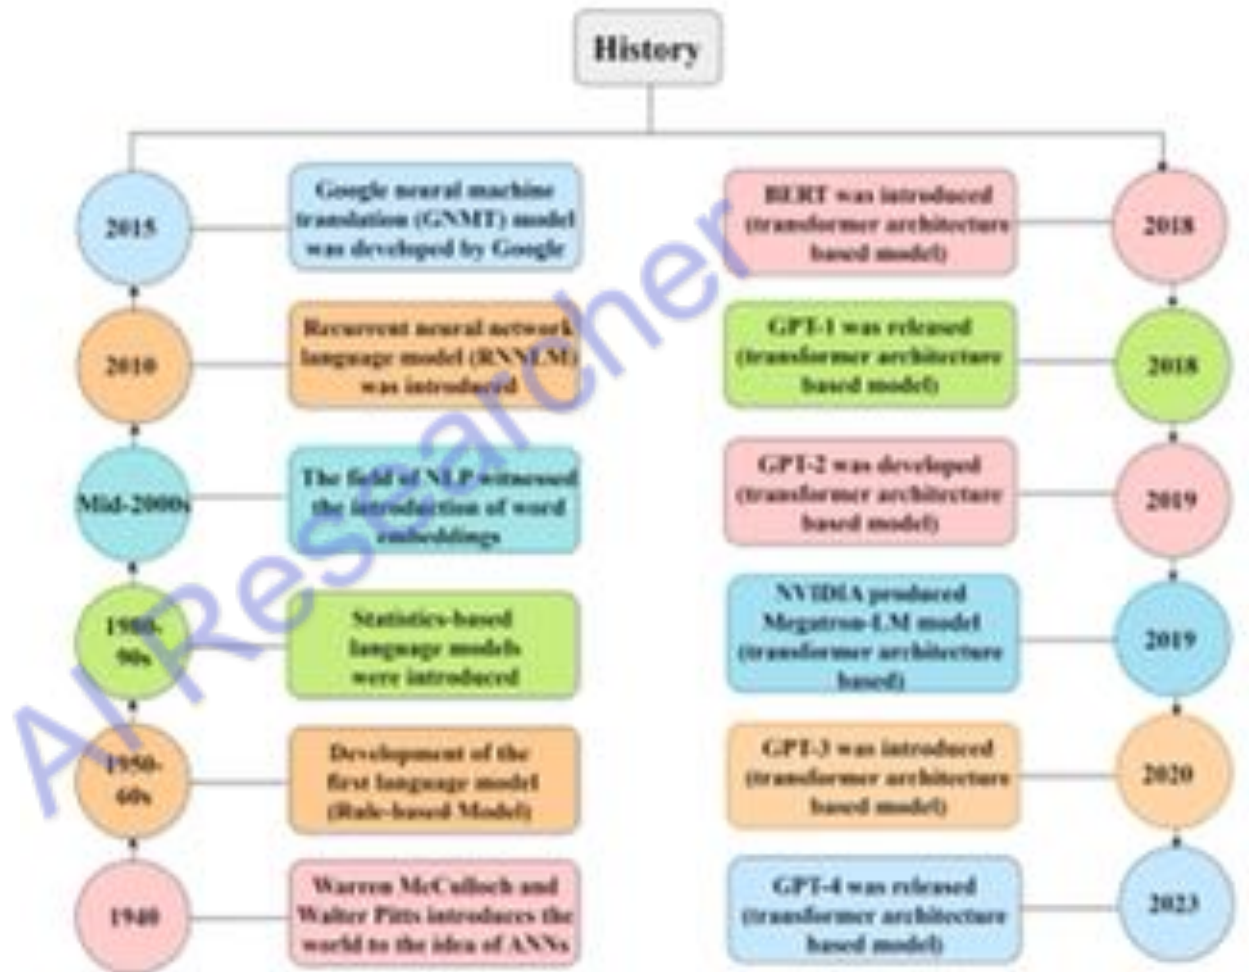 History
2015
Google neural machine
translation (GNMT) model
was developed by Google
2010
Recurrent neural network
language model (RNNLM)
was introduced
Mid-2000s
The field of NLP witnessed
the introduction of word
embeddings
1980-
90s
Statistics-based
language models
were introduced
1950-
60s
Development of the
first language model
(Rule-based Model)
1940
Warren McCulloch and
Walter Pitts introduces the
world to the idea of ANNs
BERT was introduced
(transformer architecture
based model)
2018
GPT-1 was released
(transformer architecture
based model)
2018
GPT-2 was developed
(transformer architecture
based model)
2019
NVIDIA produced
Megatron-LM model
(transformer architecture
based)
2019
GPT-3 was introduced
(transformer architecture
based model)
2020
GPT-4 was released
(transformer architecture
based model)
2023
AI Researcher